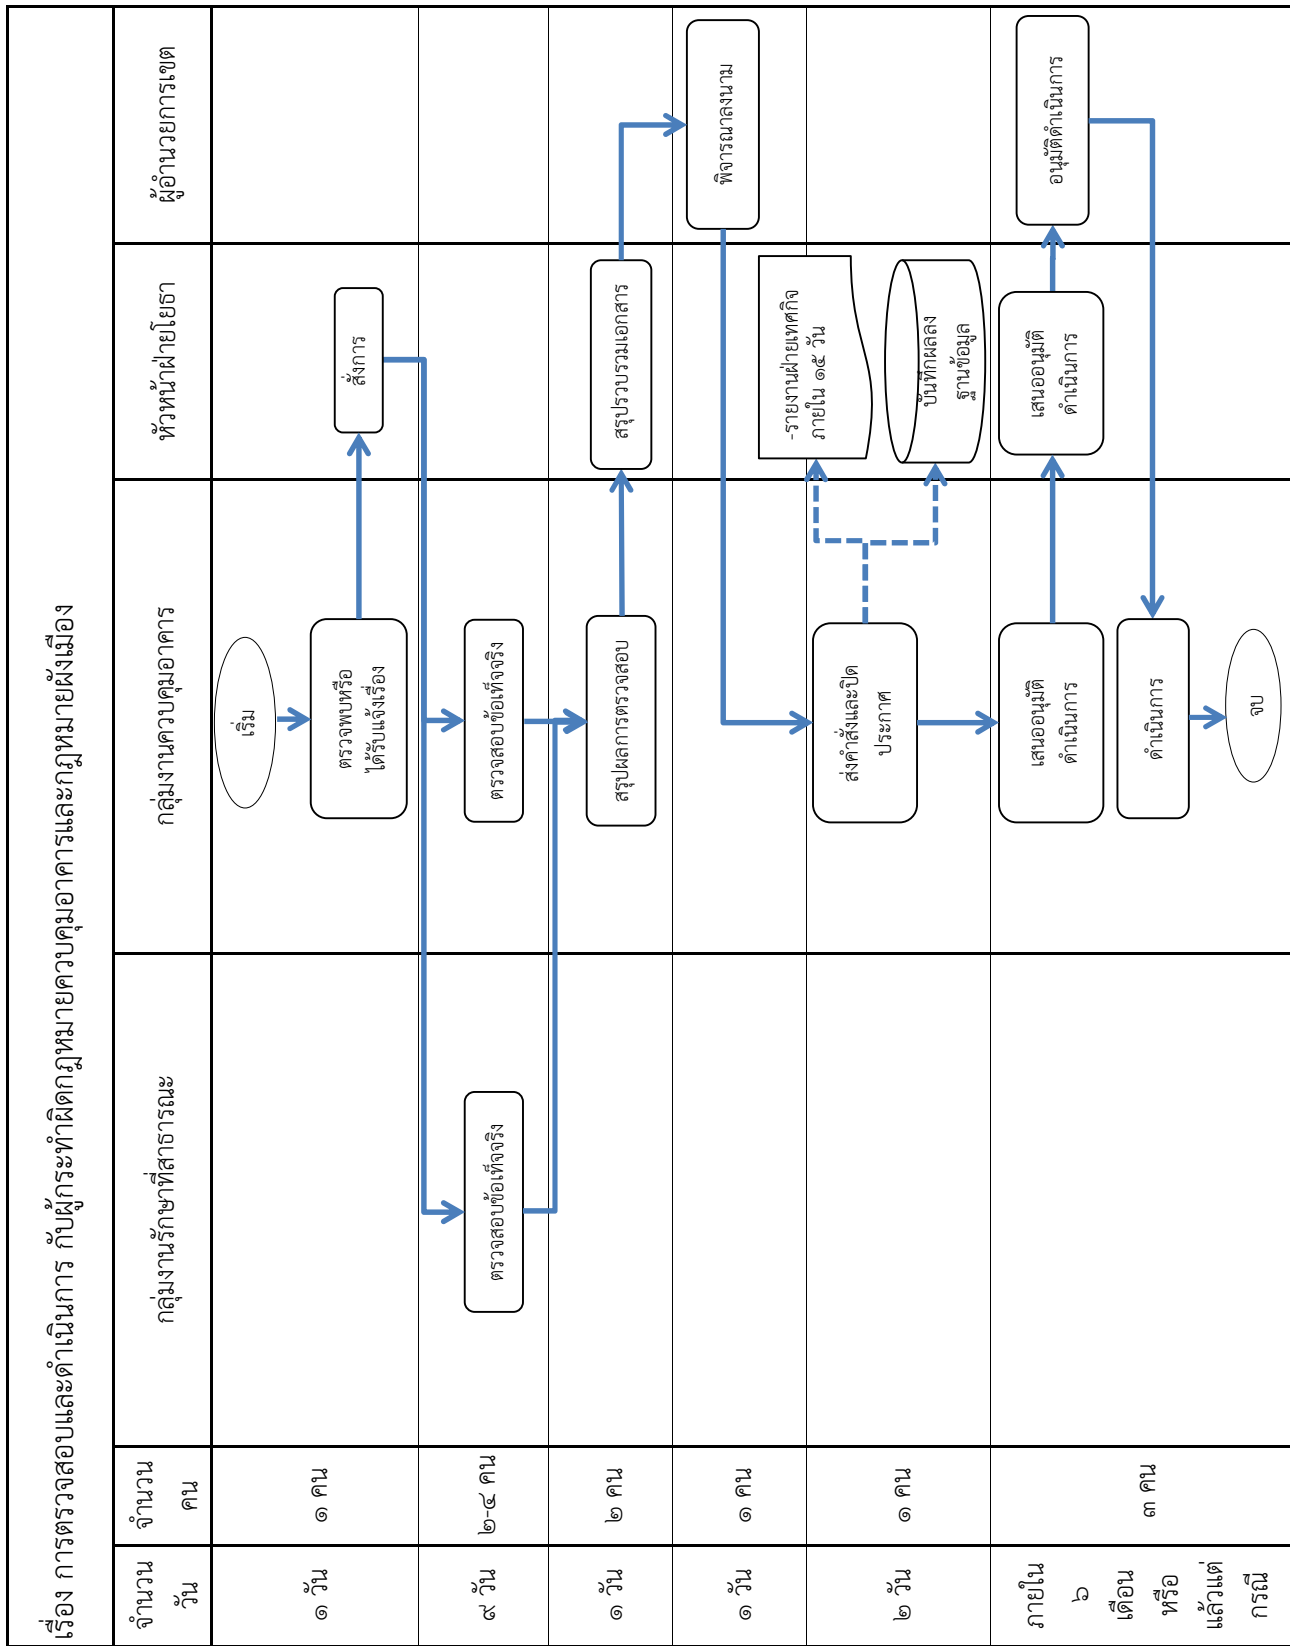 เรื่อง การตรวจสอบและดำเนินการ กับผู้กระทำผิดกฎหมายควบคุมอาคารและกฎหมายผังเมือง
จำนวน
วัน
จำนวน
คน
กลุ่มงานรักษาที่สาธารณะ
กลุ่มงานควบคุมอาคาร
หัวหน้าฝ่ายโยธา
ผู้อำนวยการเขต
๑ วัน
๑ คน
เริ่ม
ตรวจพบหรือ
ได้รับแจ้งเรื่อง
สั่งการ
๙ วัน
๒-๔ คน
ตรวจสอบข้อเท็จจริง
ตรวจสอบข้อเท็จจริง
๑ วัน
๒ คน
สรุปผลการตรวจสอบ
สรุปรวบรวมเอกสาร
๑ วัน
๑ คน
พิจารณาลงนาม
๒ วัน
๑ คน
ส่งคำสั่งและปิด
ประกาศ
-รายงานฝ่ายเทศกิจ
ภายใน ๑๕ วัน
บันทึกผลลง
ฐานข้อมูล
ภายใน
๖
เดือน
หรือ
แล้วแต่
กรณี
๓ คน
เสนออนุมัติ
ดำเนินการ
เสนออนุมัติ
ดำเนินการ
อนุมัติดำเนินการ
ดำเนินการ
จบ